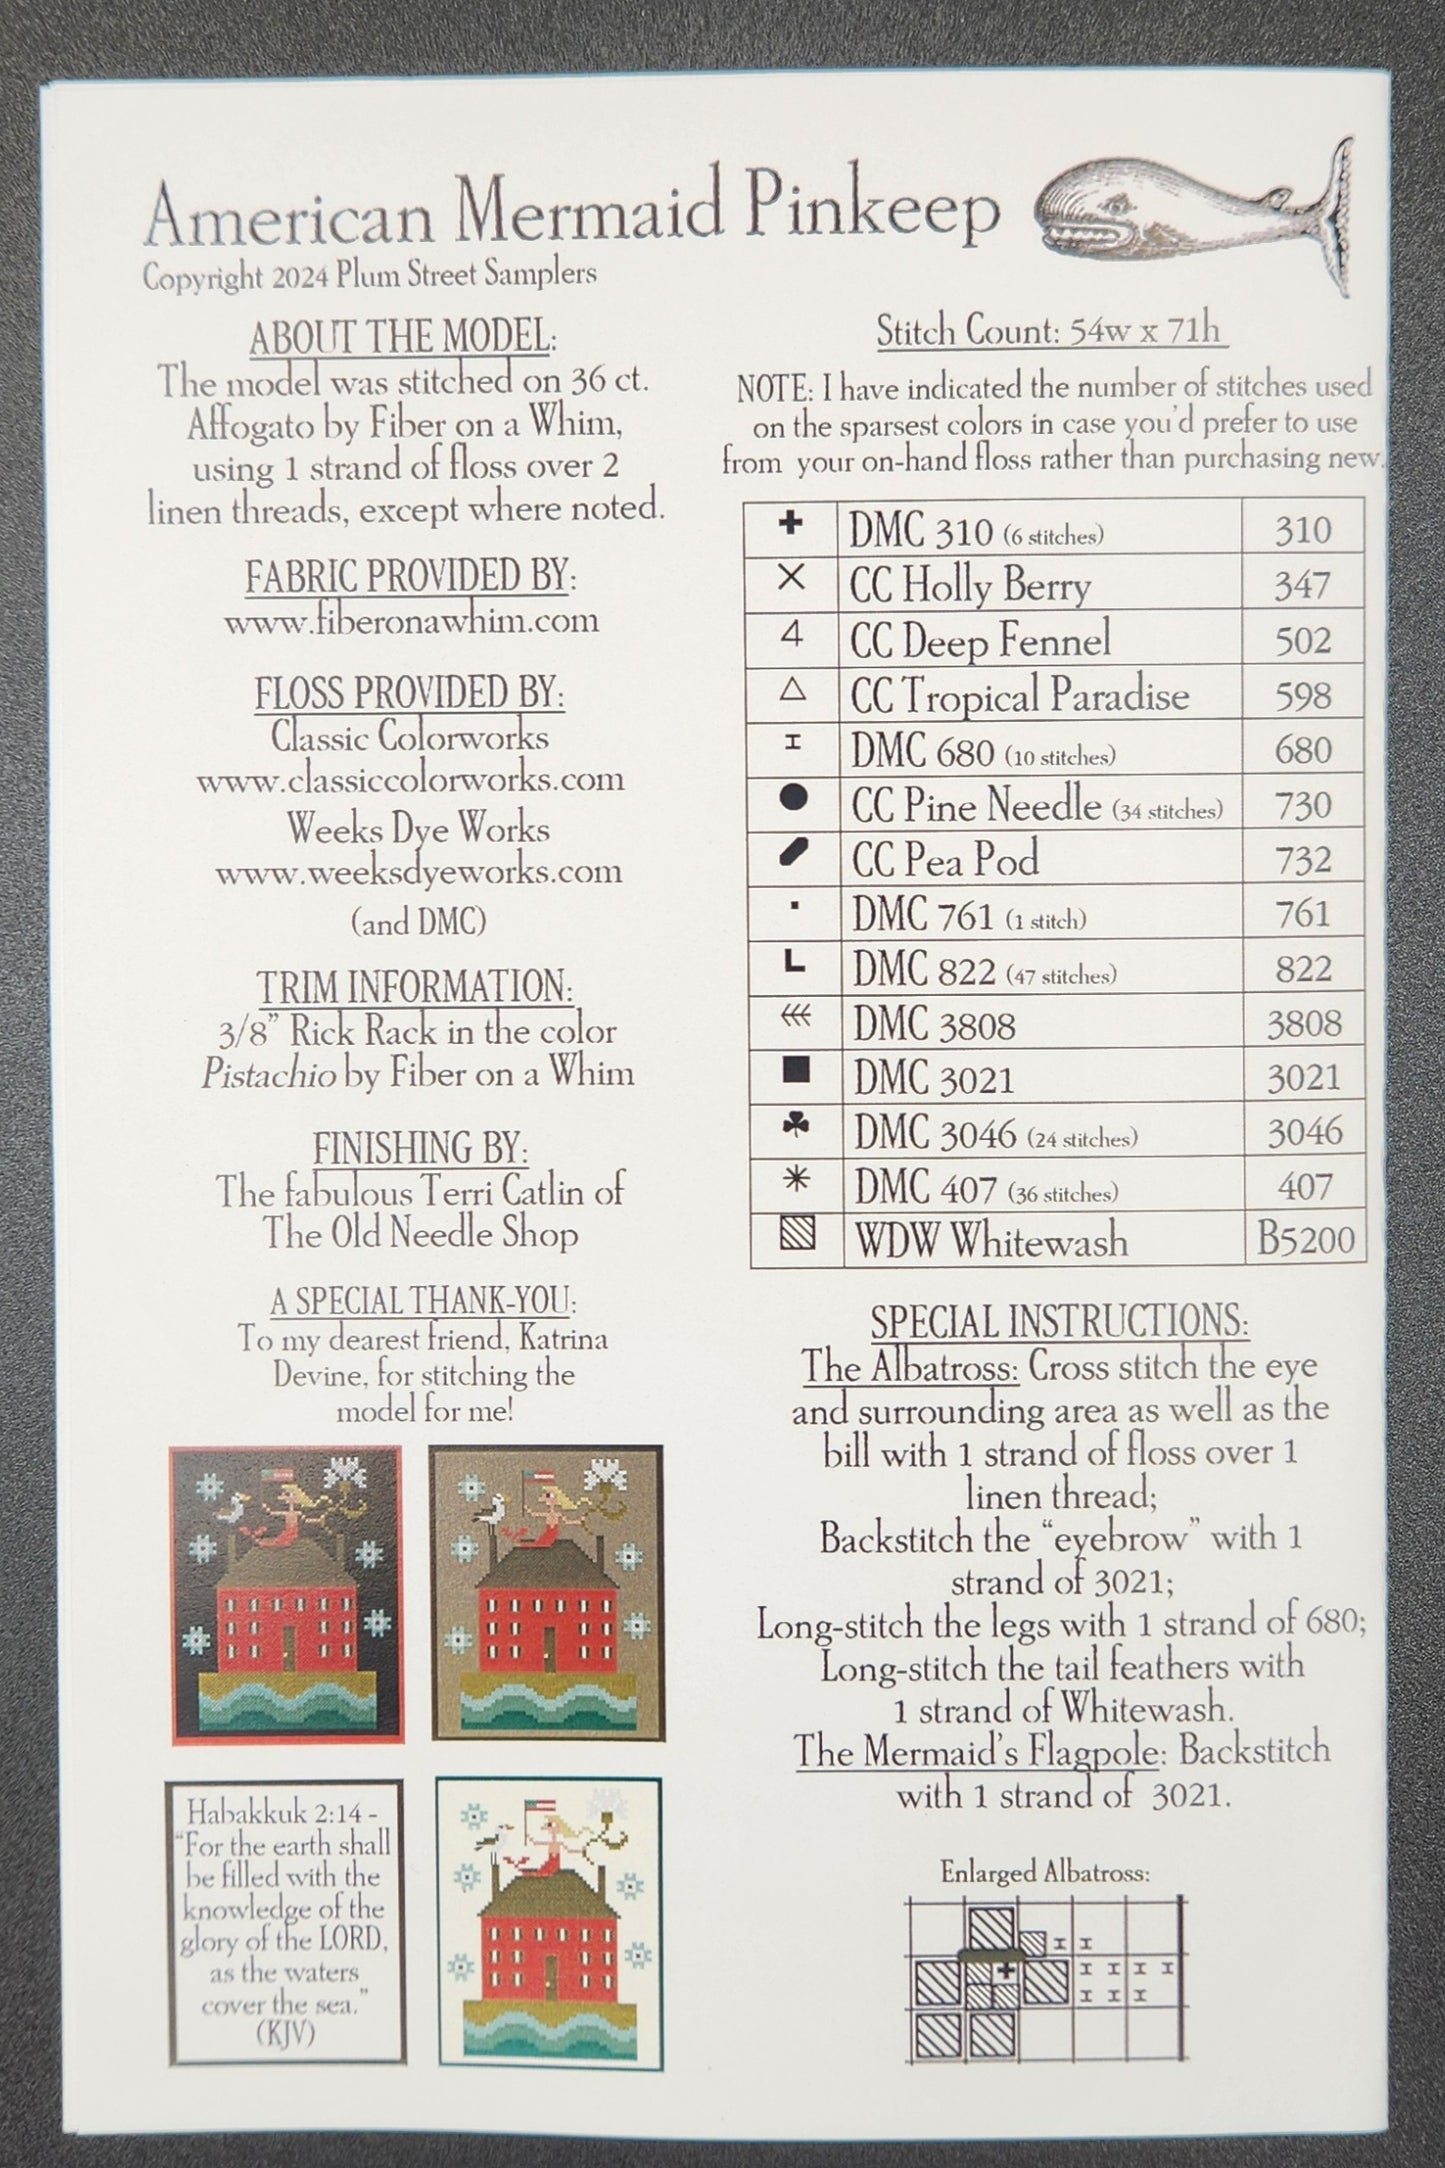 American Mermaid Pinkeep
Copyright 2024 Plum Street Samplers
ABOUT THE MODEL:
The model was stitched on 36 ct.
Affogato by Fiber on a Whim,
using 1 strand of floss over 2
linen threads, except where noted.
FABRIC PROVIDED BY:
www.fiberonawhim.com
FLOSS PROVIDED BY:
Classic Colorworks
www.classiccolorworks.com
Weeks Dye Works
www.weeksdyeworks.com
(and DMC)
TRIM INFORMATION:
3/8” Rick Rack in the color
Pistachio by Fiber on a Whim
FINISHING BY:
The fabulous Terri Catlin of
The Old Needle Shop
A SPECIAL THANK-YOU:
To my dearest friend, Katrina
Devine, for stitching the
model for me!
Habakkuk 2:14 -
“For the earth shall
be filled with the
knowledge of the
glory of the LORD,
as the waters
cover the sea.”
(KJV)
Stitch Count: 54w x 71h
NOTE: I have indicated the number of stitches used
on the sparsest colors in case you'd prefer to use
from your on-hand floss rather than purchasing new.
DMC 310 (6 stitches) 310
CC Holly Berry 347
4 CC Deep Fennel 502
CC Tropical Paradise 598
DMC 680 (10 stitches) 680
CC Pine Needle (34 stitches) 730
CC Pea Pod 732
DMC 761 (1 stitch) 761
L DMC 822 (47 stitches) 822
DMC 3808 3808
DMC 3021 3021
DMC 3046 (24 stitches) 3046
DMC 407 (36 stitches) 407
WDW Whitewash B5200
SPECIAL INSTRUCTIONS:
The Albatross: Cross stitch the eye
and surrounding area as well as the
bill with 1 strand of floss over 1
linen thread;
Backstitch the “eyebrow” with 1
strand of 3021;
Long-stitch the legs with 1 strand of 680;
Long-stitch the tail feathers with
1 strand of Whitewash.
The Mermaid's Flagpole: Backstitch
with 1 strand of 3021.
Enlarged Albatross: